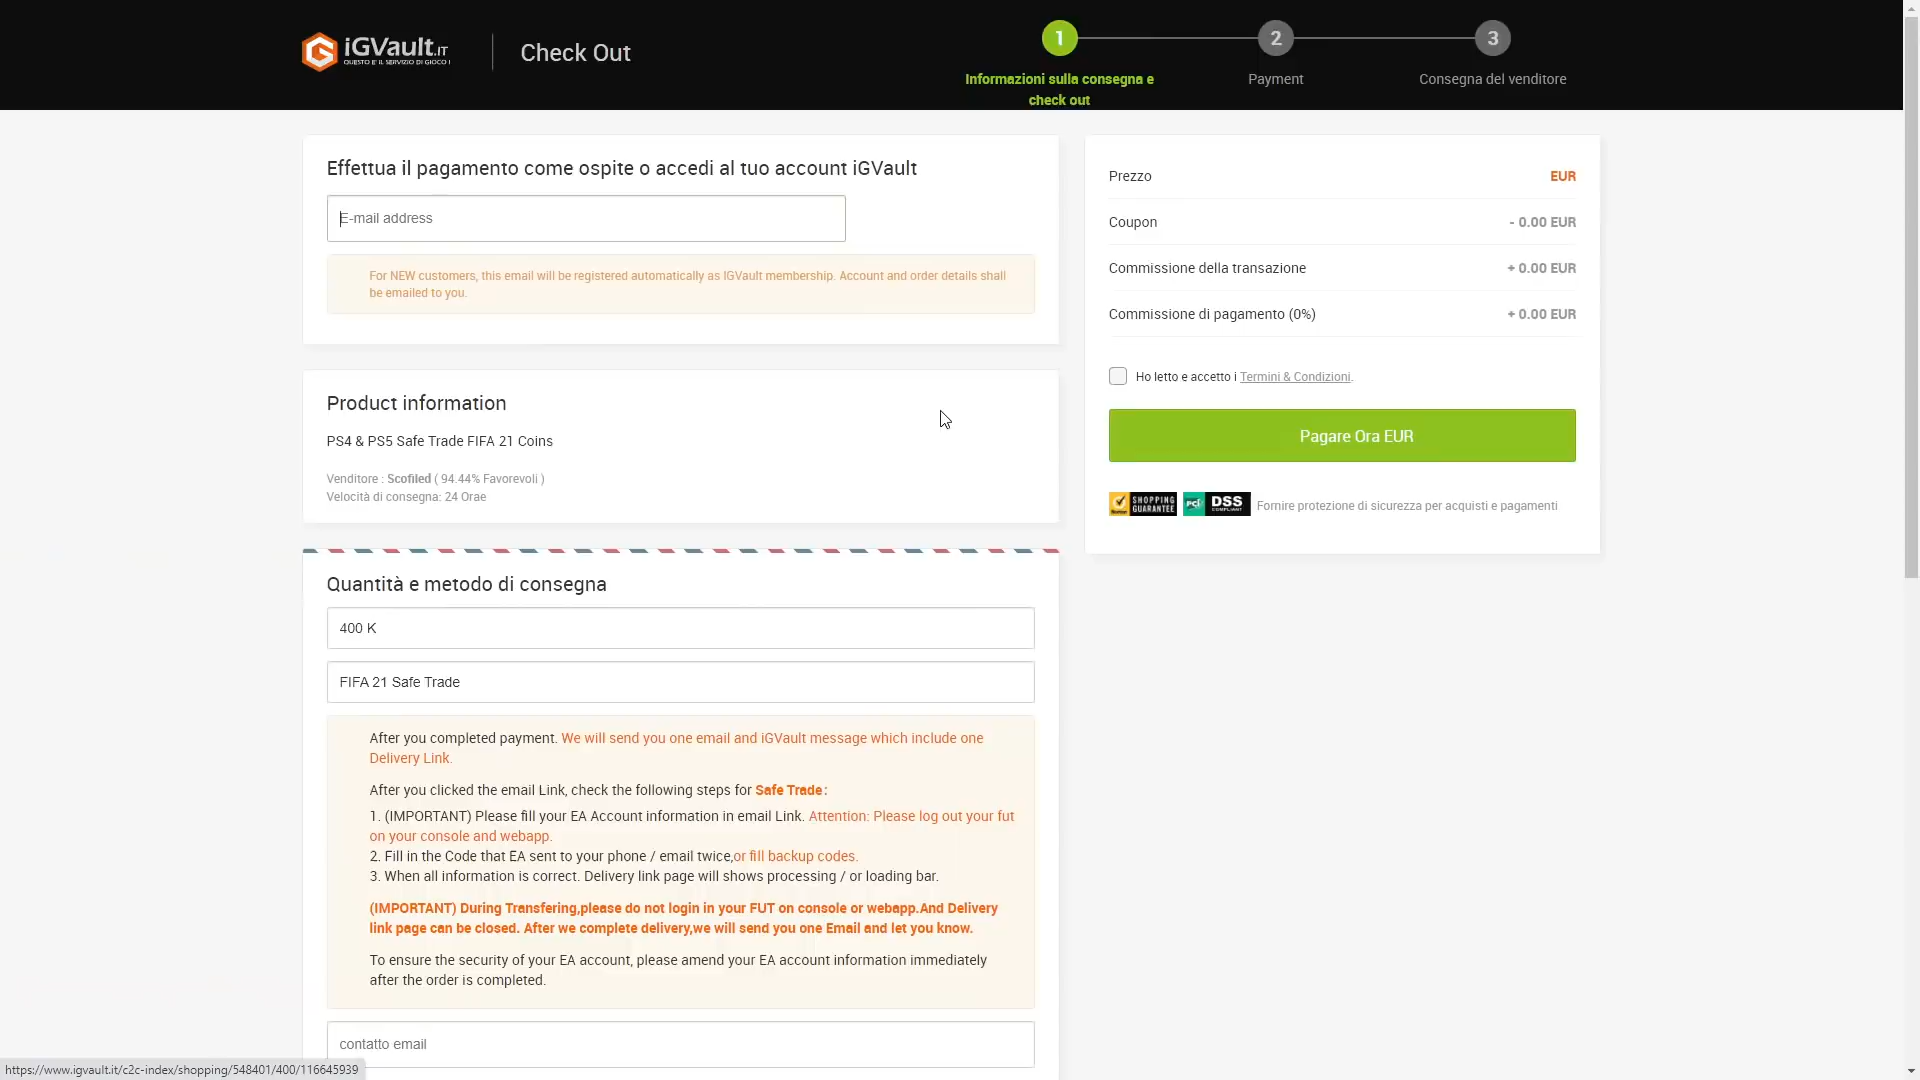 iGVault.IT
QUESTO E' IL SERVIZIO DI GIOCO !
Check Out
1
2
3
Informazioni sulla consegna e
check out
Payment
Consegna del venditore
Effettua il pagamento come ospite o accedi al tuo account iGVault
E-mail address
For NEW customers, this email will be registered automatically as IGVault membership. Account and order details shall
be emailed to you.
Product information
PS4 & PS5 Safe Trade FIFA 21 Coins
Venditore : Scofiled ( 94.44% Favorevoli )
Velocità di consegna: 24 Orae
Quantità e metodo di consegna
400 K
FIFA 21 Safe Trade
After you completed payment. We will send you one email and iGVault message which include one
Delivery Link.
After you clicked the email Link, check the following steps for Safe Trade:
1. (IMPORTANT) Please fill your EA Account information in email Link. Attention: Please log out your fut
on your console and webapp.
2. Fill in the Code that EA sent to your phone / email twice,or fill backup codes.
3. When all information is correct. Delivery link page will shows processing / or loading bar.
(IMPORTANT) During Transfering,please do not login in your FUT on console or webapp.And Delivery
link page can be closed. After we complete delivery,we will send you one Email and let you know.
To ensure the security of your EA account, please amend your EA account information immediately
after the order is completed.
contatto email
Prezzo EUR
Coupon - 0.00 EUR
Commissione della transazione + 0.00 EUR
Commissione di pagamento (0%) + 0.00 EUR
Ho letto e accetto i Termini & Condizioni.
Pagare Ora EUR
SHOPPING
GUARANTEE
PCI DSS
COMPLIANT
Fornire protezione di sicurezza per acquisti e pagamenti
https://www.igvault.it/c2c-index/shopping/548401/400/116645939